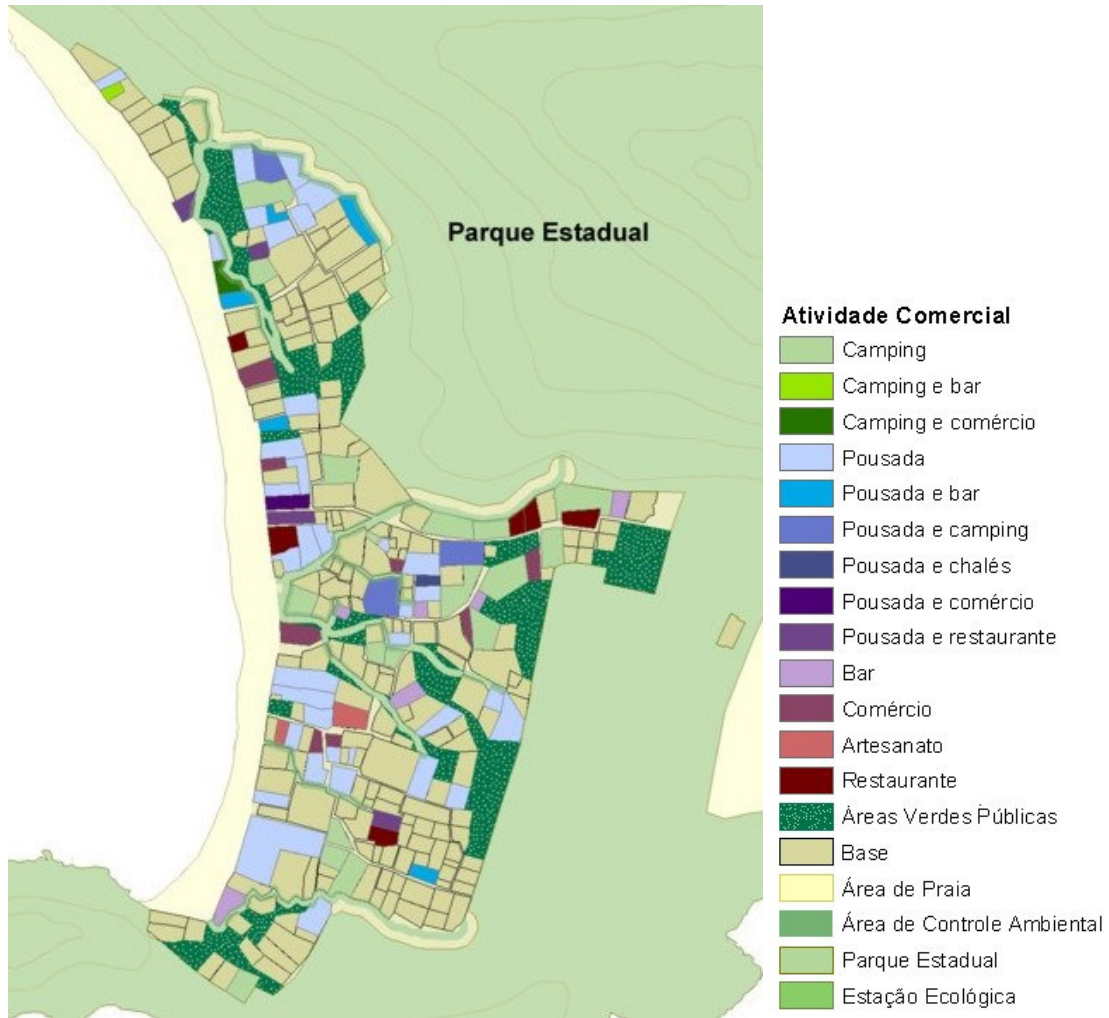 Parque Estadual
Atividade Comercial
Camping
Camping e bar
Camping e comércio
Pousada
Pousada e bar
Pousada e camping
Pousada e chalés
Pousada e comércio
Pousada e restaurante
Bar
Comércio
Artesanato
Restaurante
Áreas Verdes Públicas
Base
Área de Praia
Área de Controle Ambiental
Parque Estadual
Estação Ecológica